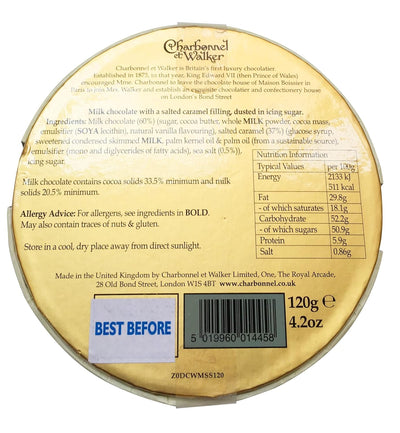 Charbonnel
et Walker
Charbonnel et Walker is Britain's first luxury chocolatier.
Established in 1875, to that year, King Edward VII (then Prince of Wales)
encouraged Mme. Charbonnel to leave the chocolate house of Maison Boissier in
Paris to join Mrs. Walker and establish an exquisite chocolatier and confectionery house
on London's Bond Street
Milk chocolate with a salted caramel filling, dusted in icing sugar.
Ingredients: Milk chocolate (60%) (sugar, cocoa butter, whole MILK powder, cocoa mass,
emulsifier (SOYA lecithin), natural vanilla flavouring), salted caramel (37%) (glucose syrup,
sweetened condensed skimmed MILK, palm kernel oil & palm oil (from a sustainable source),
emulsifier (mono and diglycerides of fatty acids), sea salt (0.5%)),
icing sugar.
Milk chocolate contains cocoa solids 33.5% minimum and milk
solids 20.5% minimum.
Allergy Advice: For allergens, see ingredients in BOLD.
May also contain traces of nuts & gluten.
Store in a cool, dry place away from direct sunlight.
Nutrition Information
Typical Values per 100g
Energy 2133 kJ
511 kcal
Fat 29.8g
- of which saturates 18.1g
Carbohydrate 52.2g
- of which sugars 50.9g
Protein 5.9g
Salt 0.86g
Made in the United Kingdom by Charbonnel et Walker Limited, One, The Royal Arcade,
28 Old Bond Street, London W1S 4BT www.charbonnel.co.uk
BEST BEFORE
5 019960 014458
120g e
4.2oz
Z0DCWMSS120